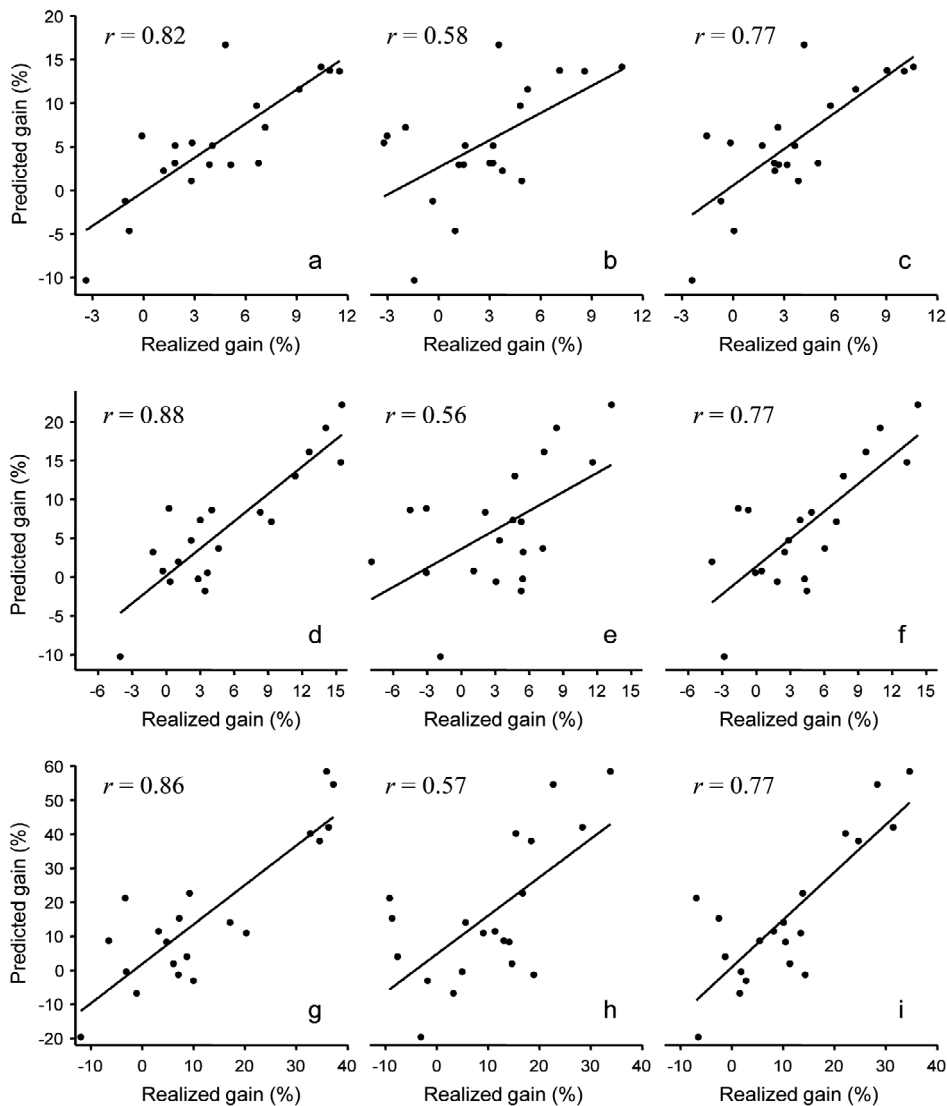 r = 0.82
r = 0.58
r = 0.77
20
15
10
5
0
-5
-10
Predicted gain (%)
a
b
c
-3 0 3 6 9 12
-3 0 3 6 9 12
-3 0 3 6 9 12
Realized gain (%)
Realized gain (%)
Realized gain (%)
r = 0.88
r = 0.56
r = 0.77
20
15
10
5
0
-5
-10
Predicted gain (%)
d
e
f
-6 -3 0 3 6 9 12 15
-6 -3 0 3 6 9 12 15
-6 -3 0 3 6 9 12 15
Realized gain (%)
Realized gain (%)
Realized gain (%)
r = 0.86
r = 0.57
r = 0.77
60
50
40
30
20
10
0
-10
-20
Predicted gain (%)
g
h
i
-10 0 10 20 30 40
-10 0 10 20 30 40
-10 0 10 20 30 40
Realized gain (%)
Realized gain (%)
Realized gain (%)